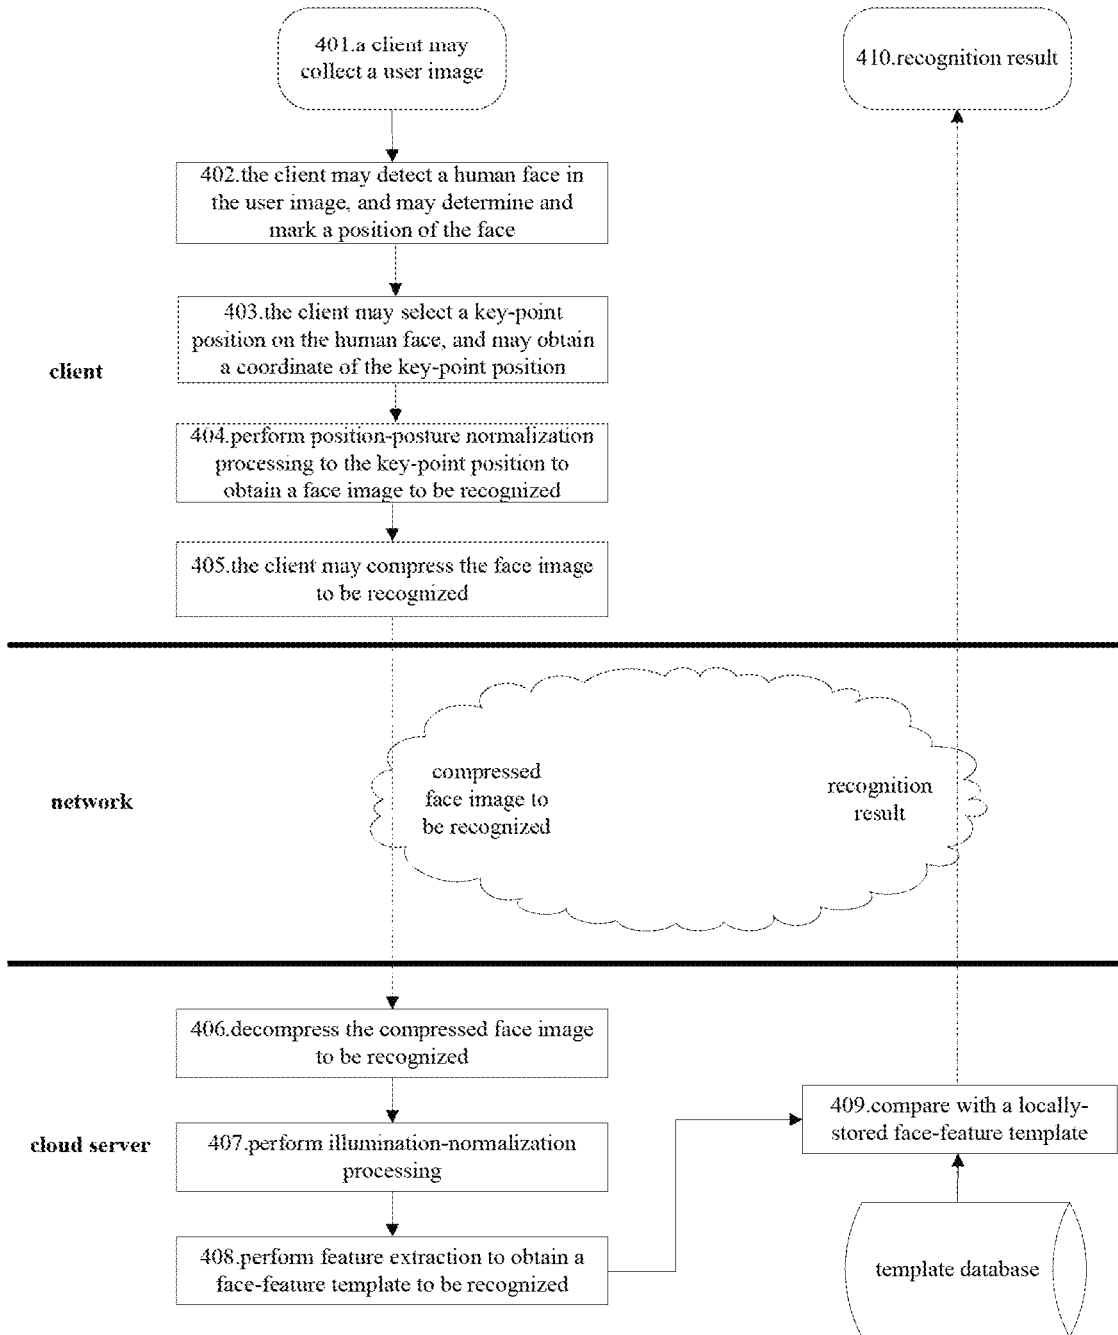 401.a client may
collect a user image
410.recognition result
402.the client may detect a human face in
the user image, and may determine and
mark a position of the face
403.the client may select a key-point
position on the human face, and may obtain
a coordinate of the key-point position
client
404.perform position-posture normalization
processing to the key-point position to
obtain a face image to be recognized
405.the client may compress the face image
to be recognized
network
compressed
face image to
be recognized
recognition
result
406.decompress the compressed face image
to be recognized
cloud server
407.perform illumination-normalization
processing
409.compare with a locally-
stored face-feature template
408.perform feature extraction to obtain a
face-feature template to be recognized
template database